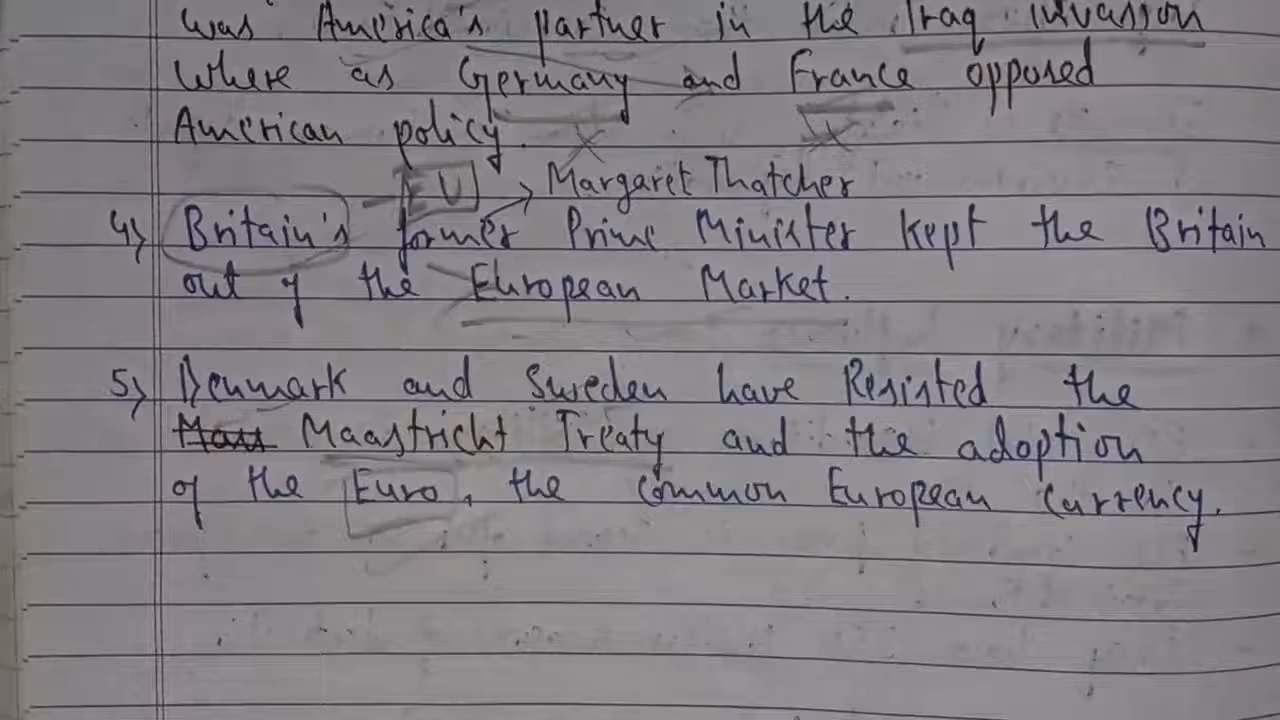 was America's partner in the Iraq invassion
Where as Germany and France opposed
American policy.
EU → Margaret Thatcher
4) Britain's former Prime Minister kept the Britain
out of the European Market.
5) Denmark and Sweden have Resisted the
Maastricht Treaty and the adoption
of the Euro, the common European currency.